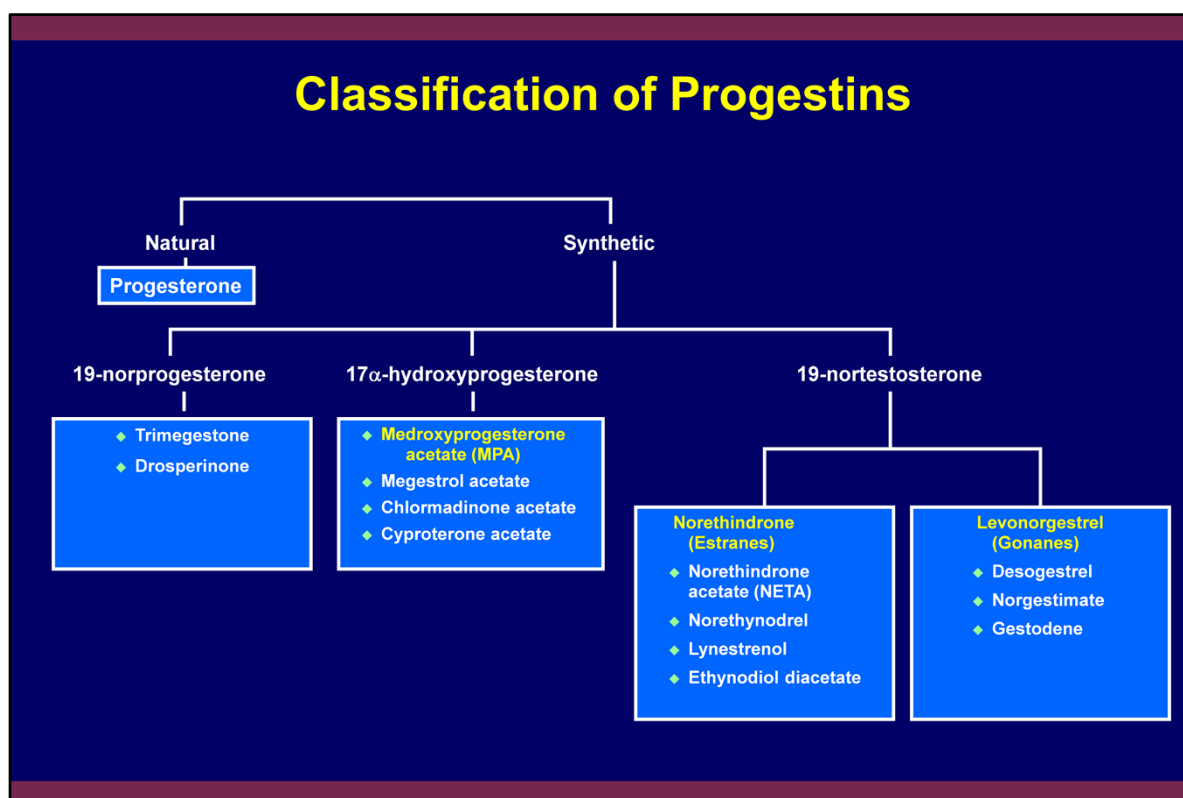 Classification of Progestins
Natural
Synthetic
Progesterone
19-norprogesterone
17α-hydroxyprogesterone
19-nortestosterone
Trimegestone
Drosperinone
Medroxyprogesterone
acetate (MPA)
Megestrol acetate
Chlormadinone acetate
Cyproterone acetate
Norethindrone
(Estranes)
Norethindrone
acetate (NETA)
Norethynodrel
Lynestrenol
Ethynodiol diacetate
Levonorgestrel
(Gonanes)
Desogestrel
Norgestimate
Gestodene